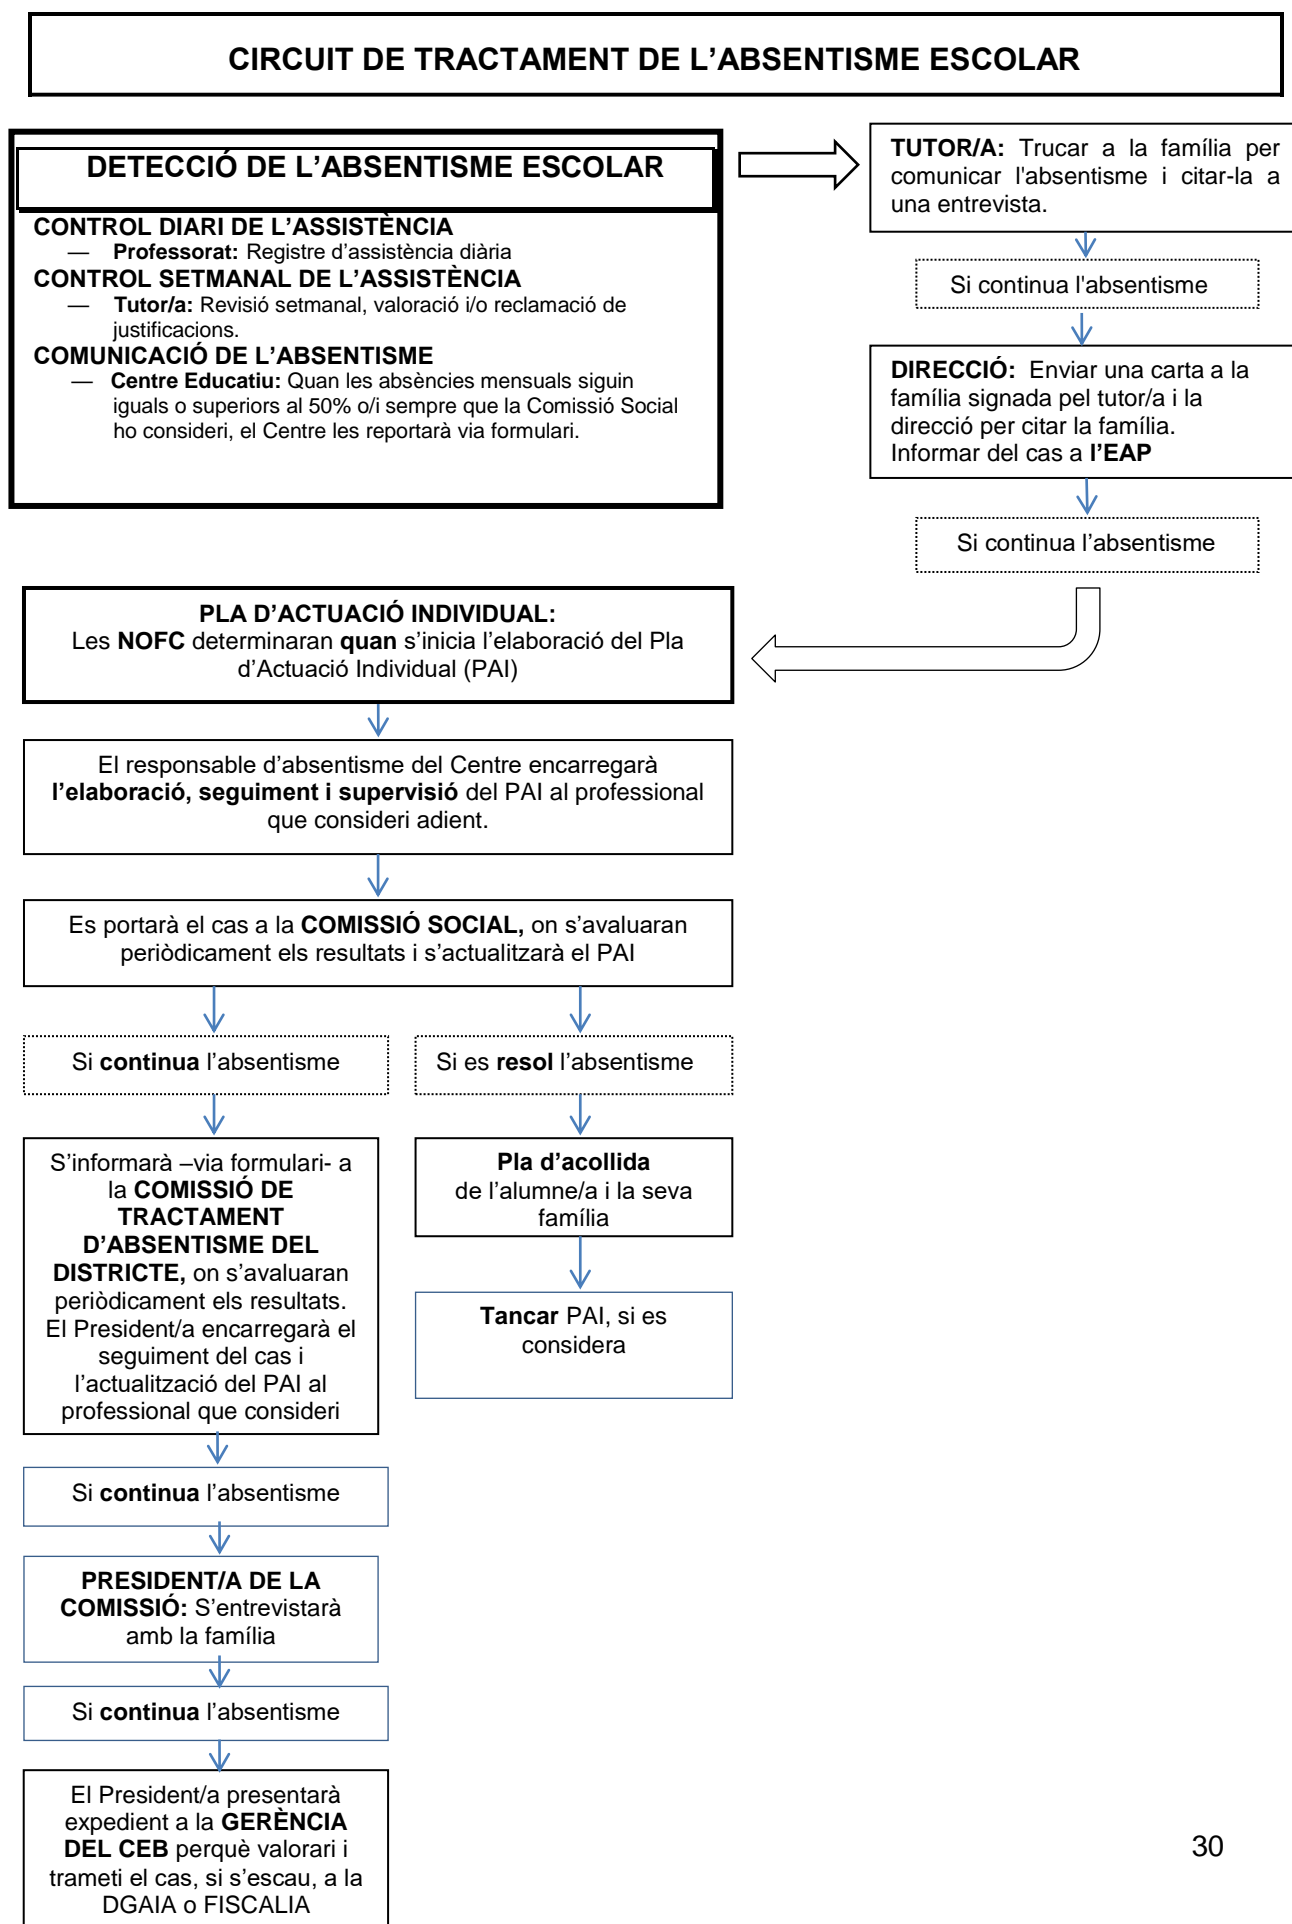 CIRCUIT DE TRACTAMENT DE L’ABSENTISME ESCOLAR
DETECCIÓ DE L’ABSENTISME ESCOLAR
CONTROL DIARI DE L’ASSISTÈNCIA
— Professorat: Registre d’assistència diària
CONTROL SETMANAL DE L’ASSISTÈNCIA
— Tutor/a: Revisió setmanal, valoració i/o reclamació de
justificacions.
COMUNICACIÓ DE L’ABSENTISME
— Centre Educatiu: Quan les absències mensuals siguin
iguals o superiors al 50% o/i sempre que la Comissió Social
ho consideri, el Centre les reportarà via formulari.
TUTOR/A: Trucar a la família per
comunicar l'absentisme i citar-la a
una entrevista.
Si continua l'absentisme
DIRECCIÓ: Enviar una carta a la
família signada pel tutor/a i la
direcció per citar la família.
Informar del cas a l’EAP
Si continua l’absentisme
PLA D’ACTUACIÓ INDIVIDUAL:
Les NOFC determinaran quan s’inicia l’elaboració del Pla
d’Actuació Individual (PAI)
El responsable d’absentisme del Centre encarregarà
l’elaboració, seguiment i supervisió del PAI al professional
que consideri adient.
Es portarà el cas a la COMISSIÓ SOCIAL, on s’avaluaran
periòdicament els resultats i s’actualitzarà el PAI
Si continua l’absentisme
S’informarà –via formulari- a
la COMISSIÓ DE
TRACTAMENT
D’ABSENTISME DEL
DISTRICTE, on s’avaluaran
periòdicament els resultats.
El President/a encarregarà el
seguiment del cas i
l’actualització del PAI al
professional que consideri
Si es resol l’absentisme
Pla d’acollida
de l’alumne/a i la seva
família
Tancar PAI, si es
considera
Si continua l’absentisme
PRESIDENT/A DE LA
COMISSIÓ: S’entrevistarà
amb la família
Si continua l’absentisme
El President/a presentarà
expedient a la GERÈNCIA
DEL CEB perquè valorari i
trameti el cas, si s’escau, a la
DGAIA o FISCALIA
30